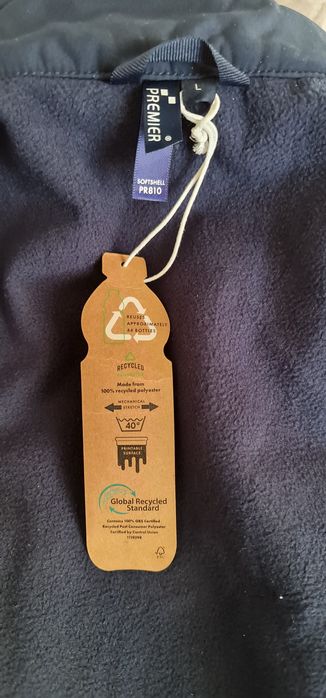 L
PREMIER
SOFTSHELL
PR810
REUSES
APPROXIMATELY
44 BOTTLES
RECYCLED
Made from
100% recycled polyester
MECHANICAL
STRETCH
40°
PRINTABLE
SURFACE
Global Recycled
Standard
Contains 100% GRS Certified
Recycled Post-Consumer Polyester
Certified by Control Union
FSC